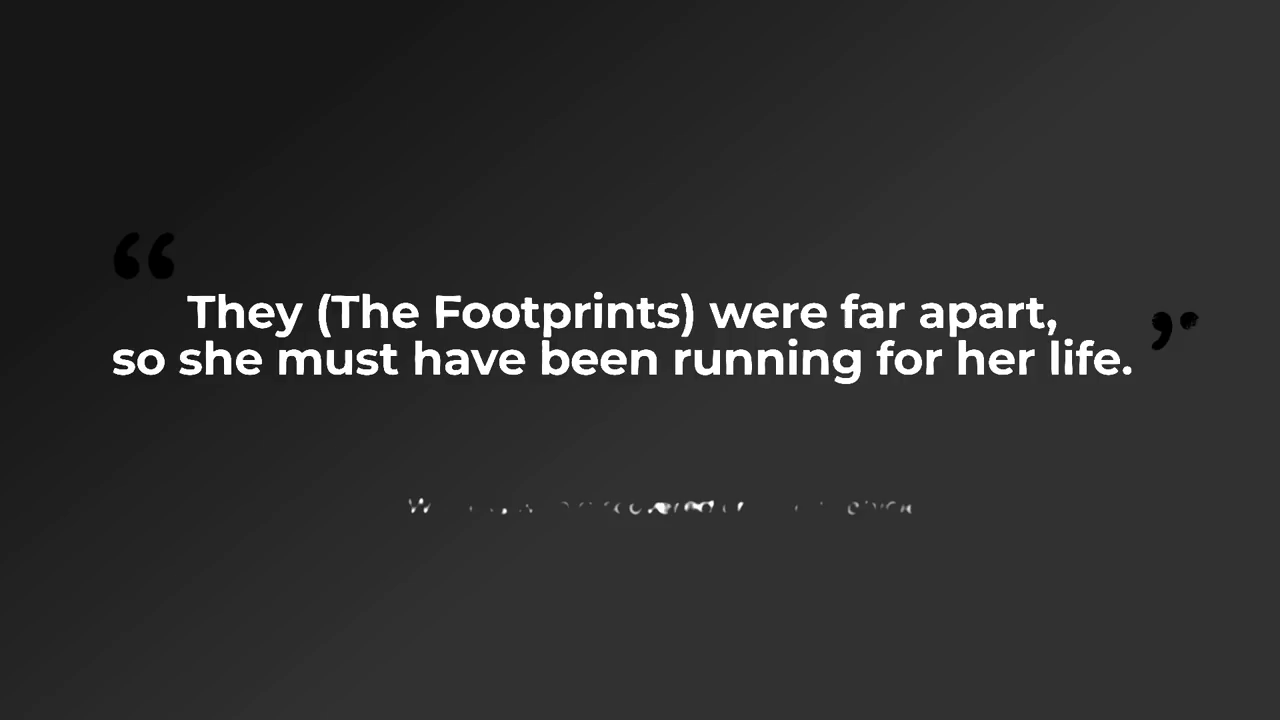 “They (The Footprints) were far apart,
so she must have been running for her life.”